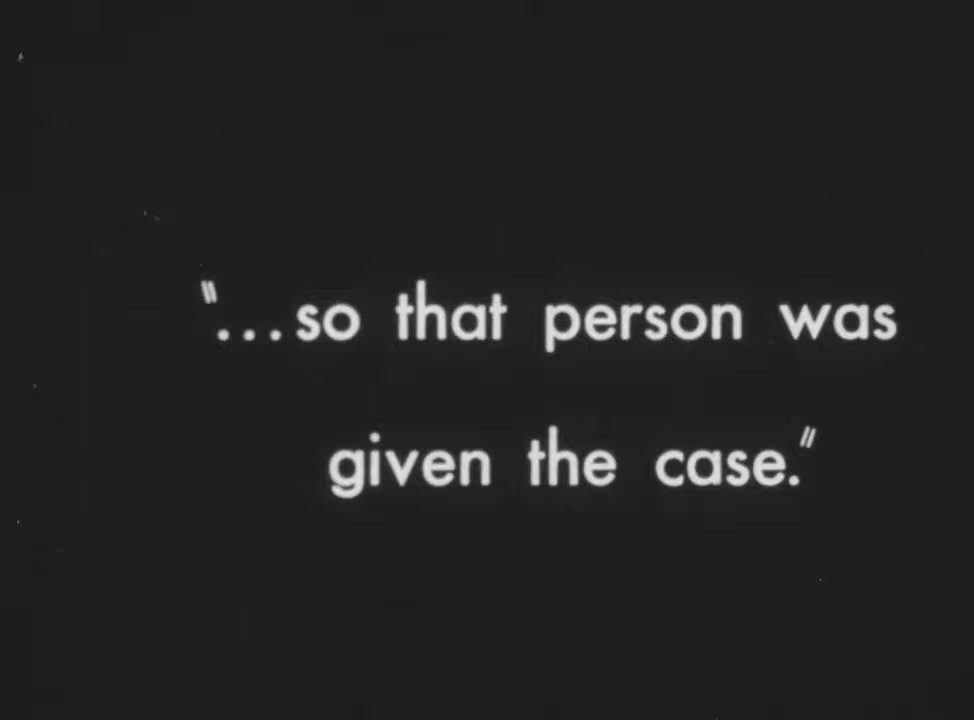 "...so that person was
given the case."